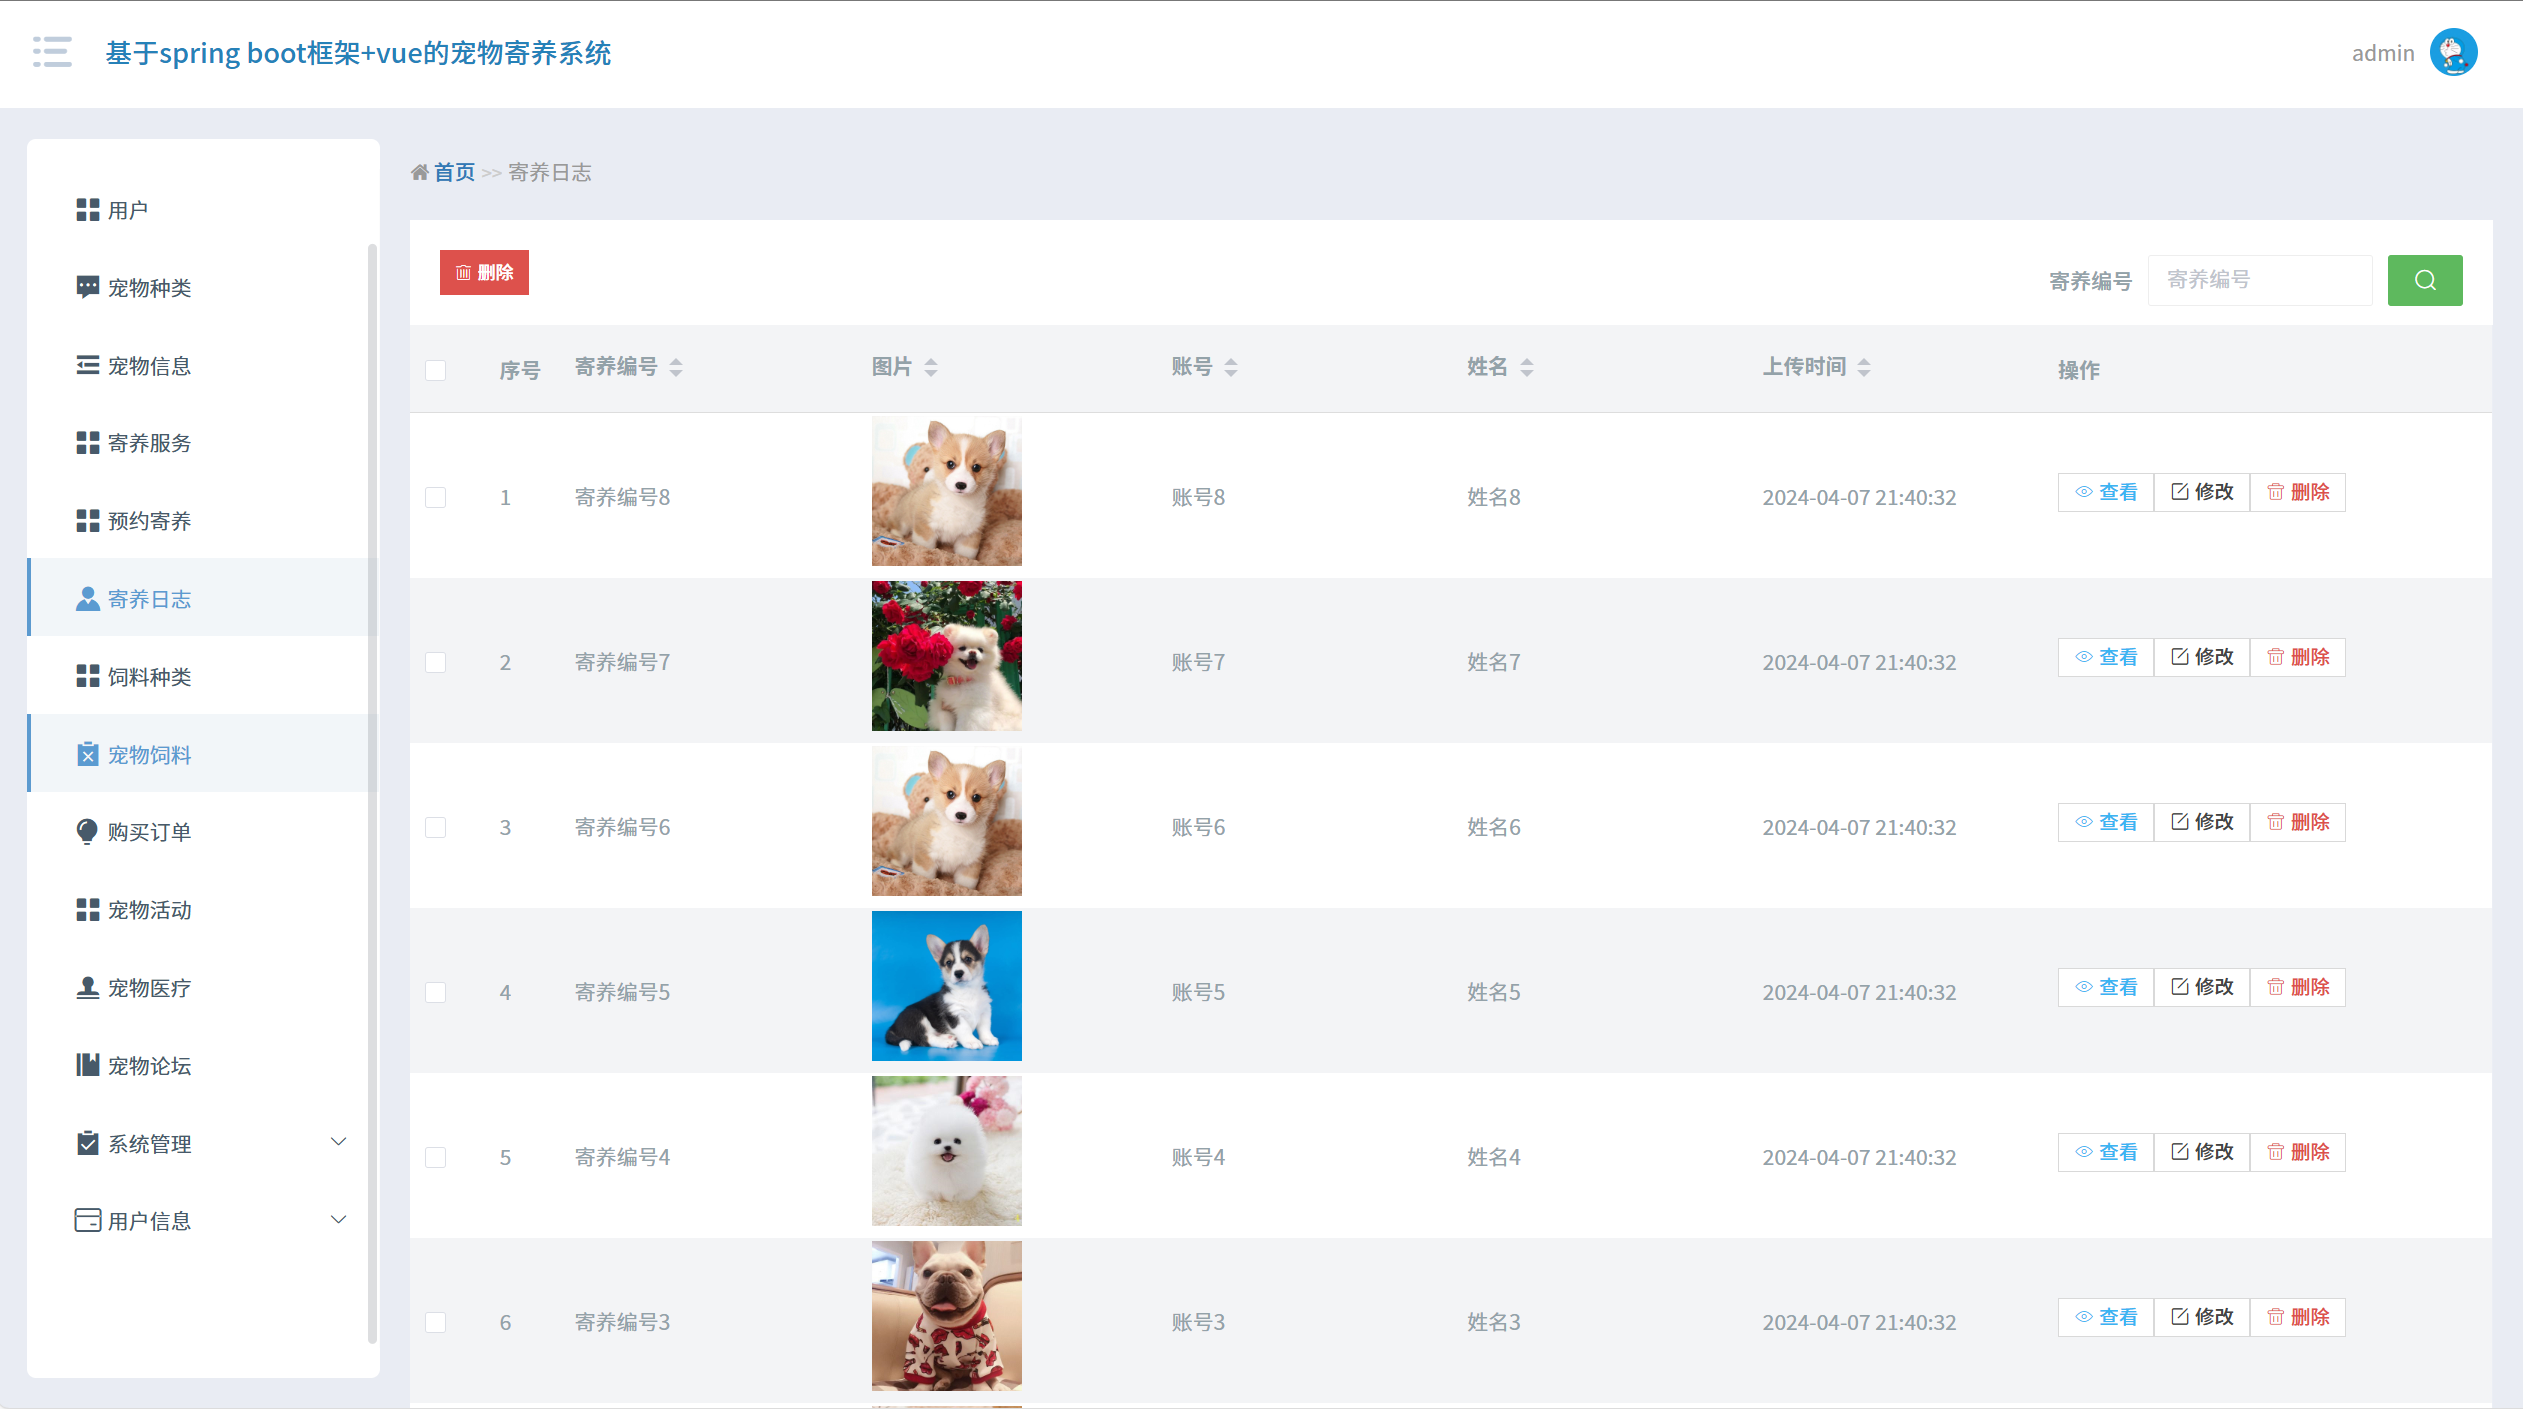 基于spring boot框架+vue的宠物寄养系统
admin
用户
宠物种类
宠物信息
寄养服务
预约寄养
寄养日志
饲料种类
宠物饲料
购买订单
宠物活动
宠物医疗
宠物论坛
系统管理
用户信息
首页 >> 寄养日志
删除
寄养编号 寄养编号
序号 寄养编号 图片 账号 姓名 上传时间 操作
1 寄养编号8 账号8 姓名8 2024-04-07 21:40:32 查看 修改 删除
2 寄养编号7 账号7 姓名7 2024-04-07 21:40:32 查看 修改 删除
3 寄养编号6 账号6 姓名6 2024-04-07 21:40:32 查看 修改 删除
4 寄养编号5 账号5 姓名5 2024-04-07 21:40:32 查看 修改 删除
5 寄养编号4 账号4 姓名4 2024-04-07 21:40:32 查看 修改 删除
6 寄养编号3 账号3 姓名3 2024-04-07 21:40:32 查看 修改 删除